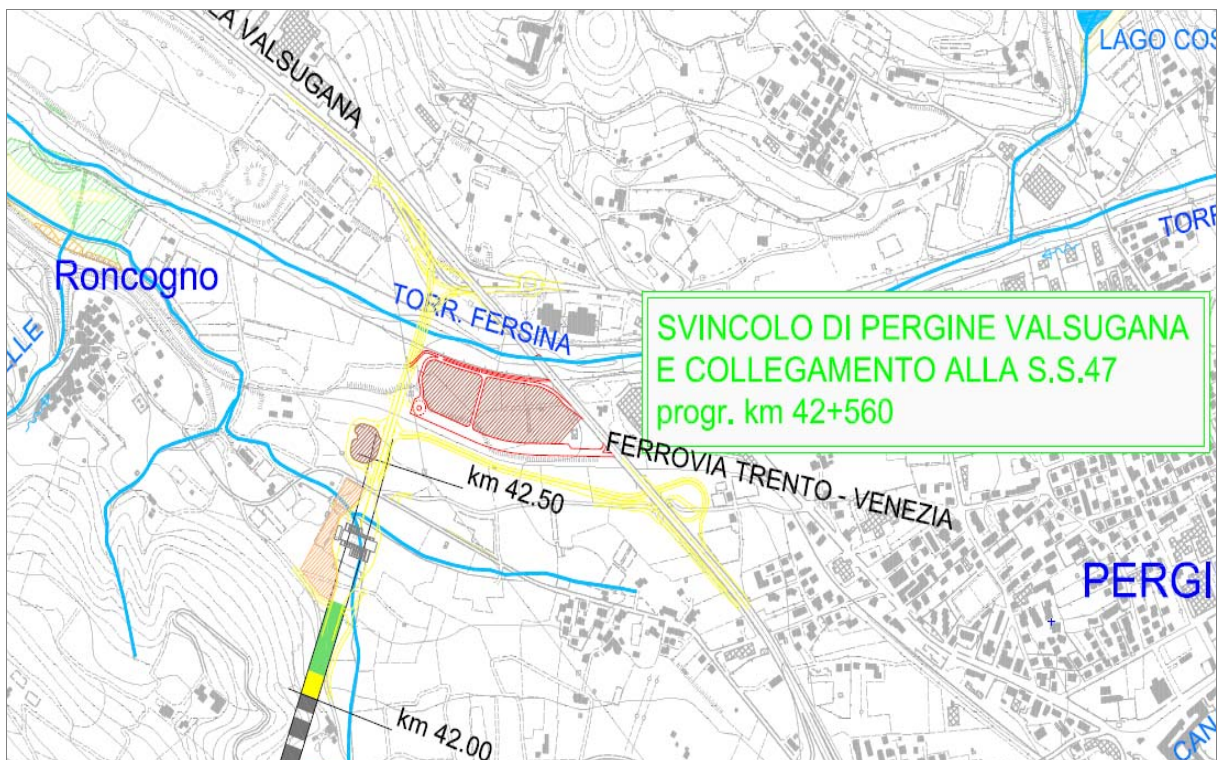 LA VALSUGANA
LAGO COS
TORR
Roncogno
TORR. FERSINA
ELLE
SVINCOLO DI PERGINE VALSUGANA
E COLLEGAMENTO ALLA S.S.47
progr. km 42+560
FERROVIA TRENTO - VENEZIA
km 42.50
PERGI
km 42.00
CAN